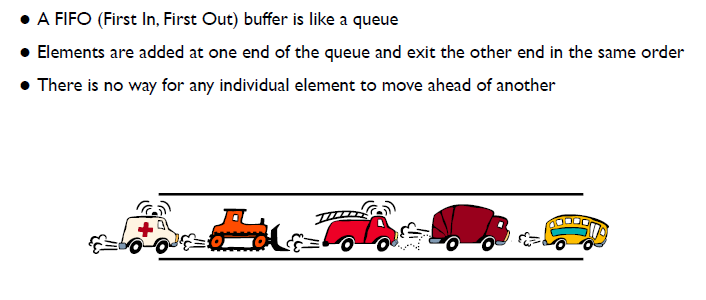 ● A FIFO (First In, First Out) buffer is like a queue
● Elements are added at one end of the queue and exit the other end in the same order
● There is no way for any individual element to move ahead of another